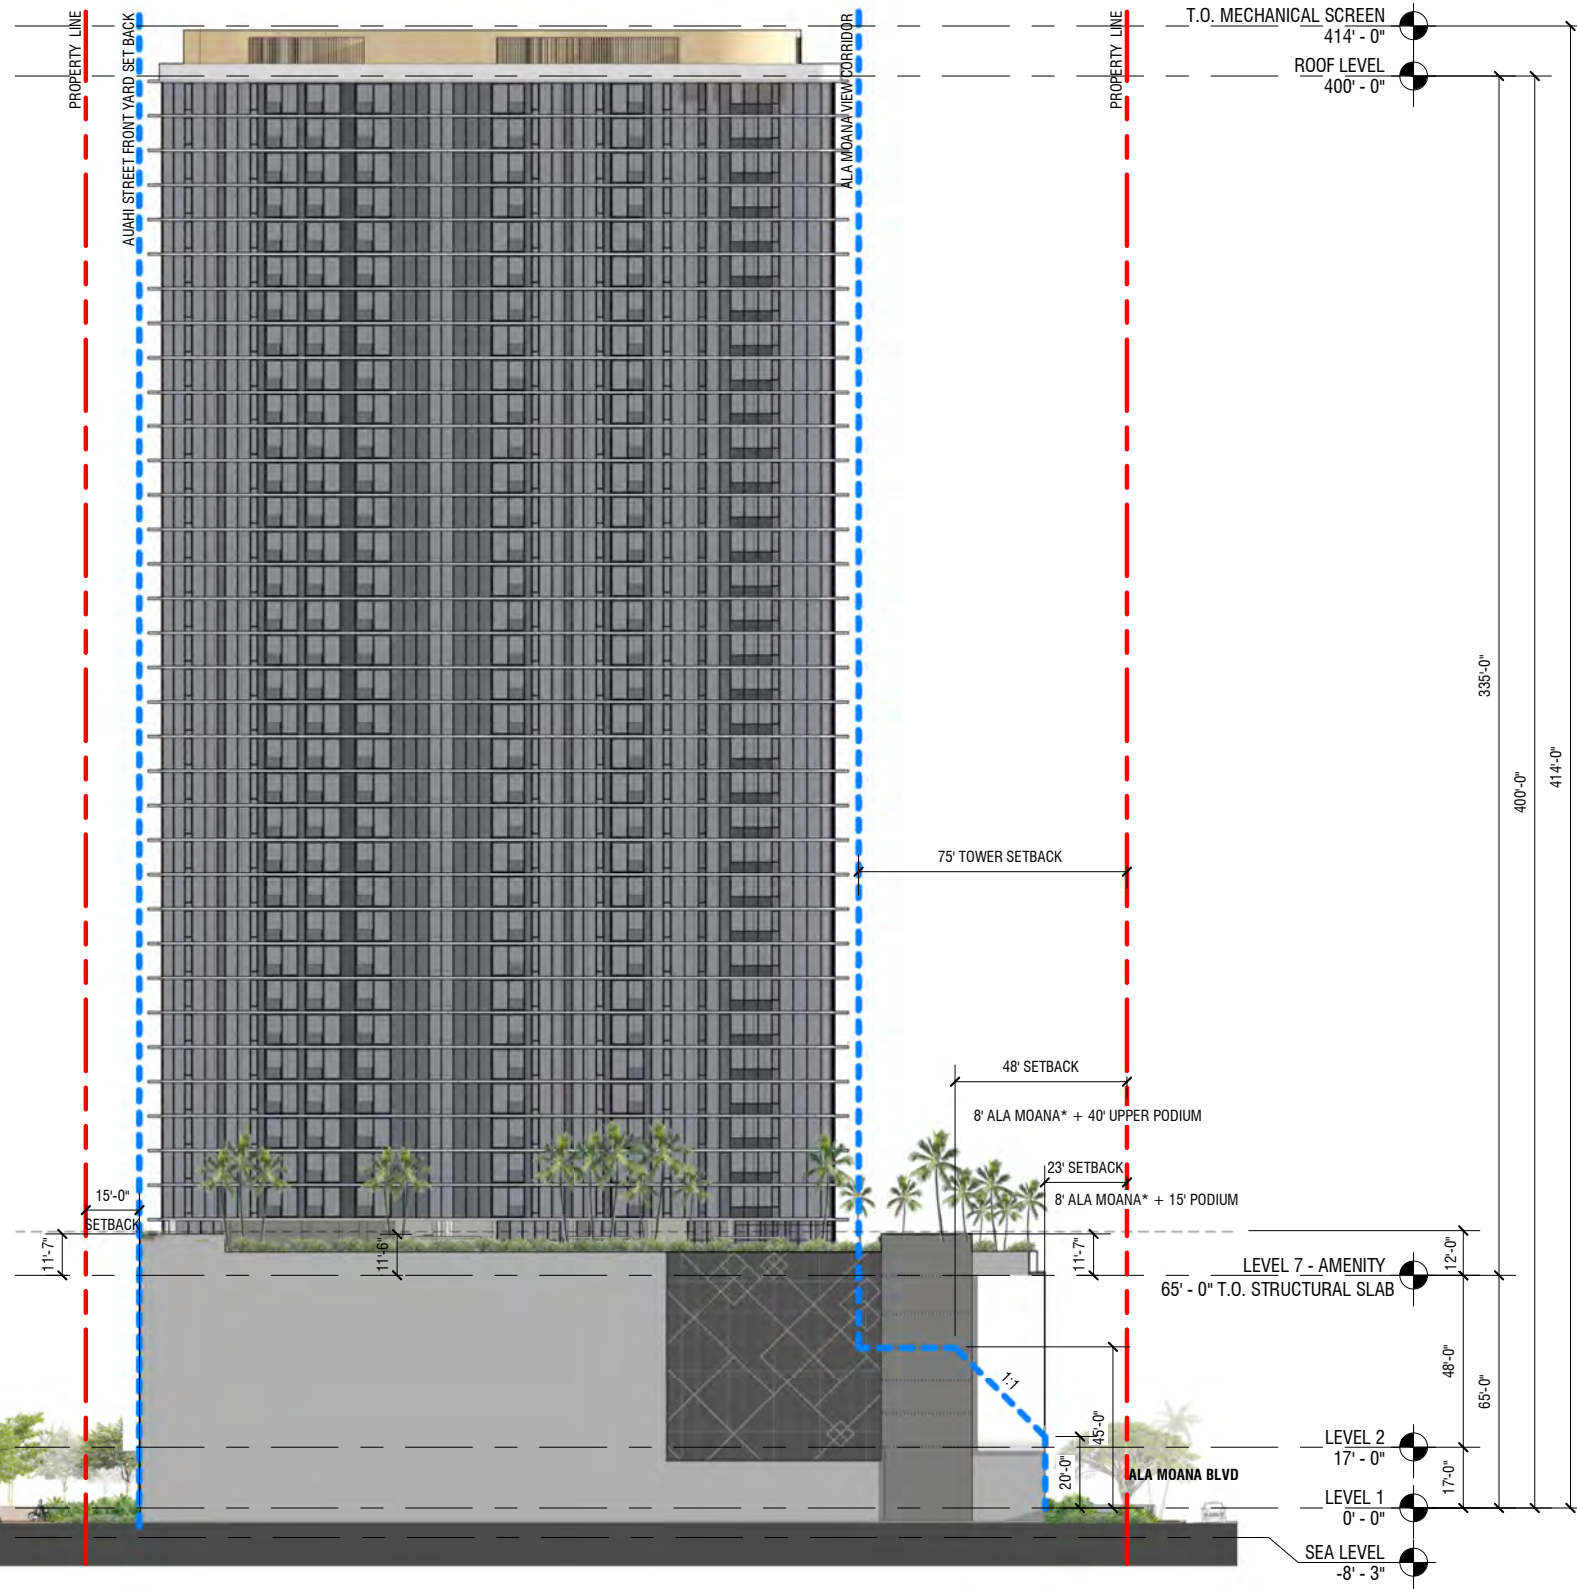 T.O. MECHANICAL SCREEN
414' - 0"
ROOF LEVEL
400' - 0"
PROPERTY LINE
AUAHI STREET FRONT YARD SET BACK
ALA MOANA VIEW CORRIDOR
PROPERTY LINE
335'-0"
400'-0"
414'-0"
75' TOWER SETBACK
48' SETBACK
8' ALA MOANA* + 40' UPPER PODIUM
23' SETBACK
8' ALA MOANA* + 15' PODIUM
15'-0"
SETBACK
11'-7"
11'-6"
11'-7"
12'-0"
LEVEL 7 - AMENITY
65' - 0" T.O. STRUCTURAL SLAB
1:1
48'-0"
65'-0"
45'-0"
20'-0"
LEVEL 2
17' - 0"
17'-0"
ALA MOANA BLVD
LEVEL 1
0' - 0"
SEA LEVEL
-8' - 3"